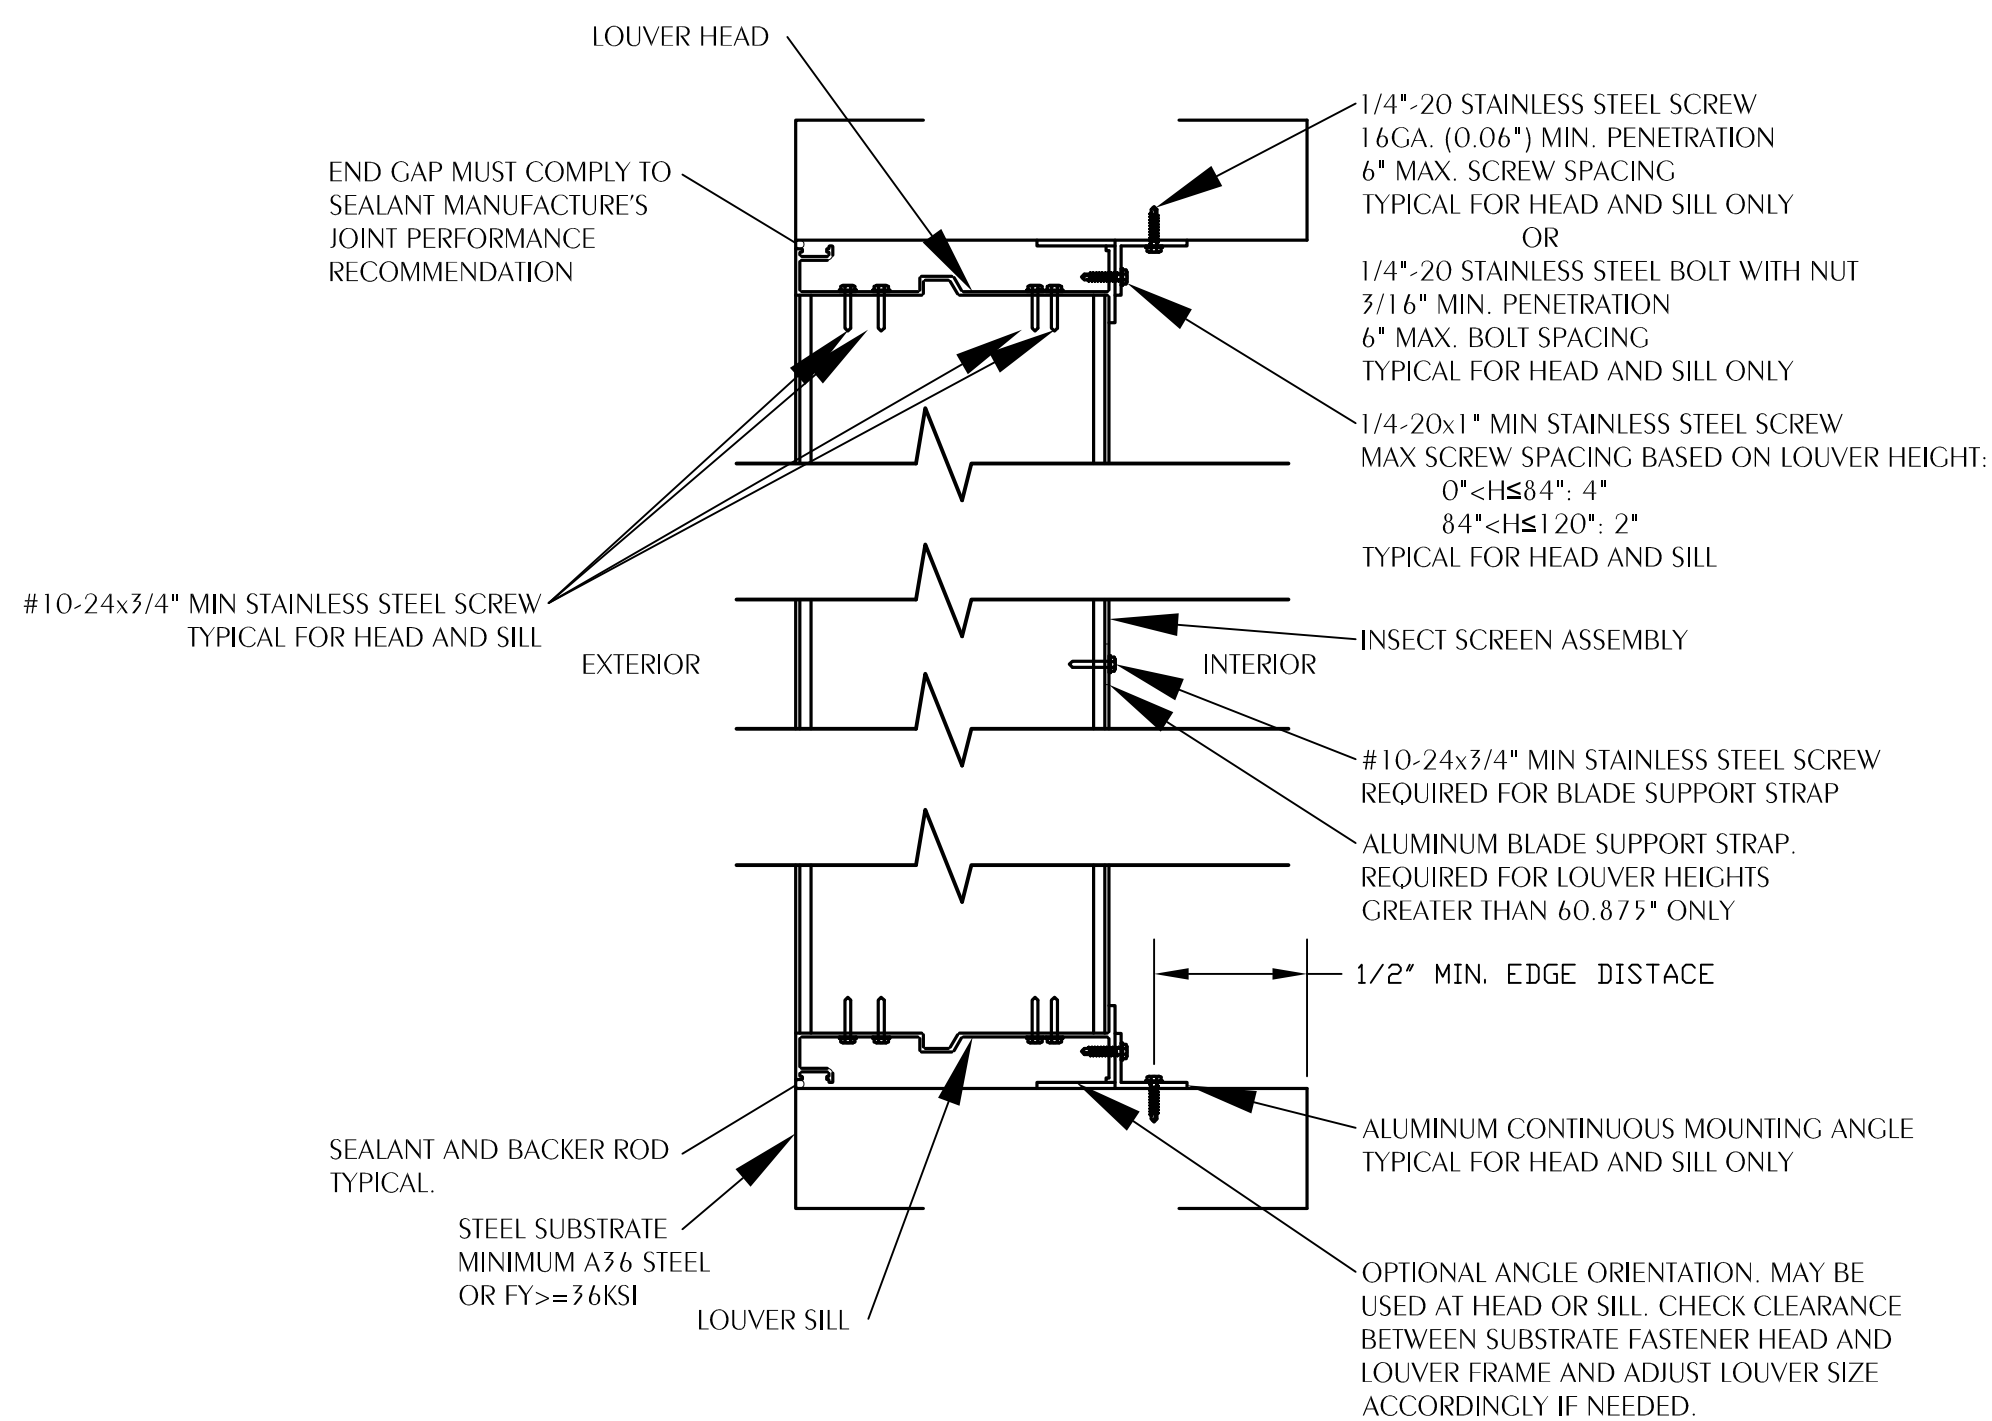 LOUVER HEAD
END GAP MUST COMPLY TO
SEALANT MANUFACTURE'S
JOINT PERFORMANCE
RECOMMENDATION
1/4"-20 STAINLESS STEEL SCREW
16GA. (0.06") MIN. PENETRATION
6" MAX. SCREW SPACING
TYPICAL FOR HEAD AND SILL ONLY
OR
1/4"-20 STAINLESS STEEL BOLT WITH NUT
3/16" MIN. PENETRATION
6" MAX. BOLT SPACING
TYPICAL FOR HEAD AND SILL ONLY
1/4-20x1" MIN STAINLESS STEEL SCREW
MAX SCREW SPACING BASED ON LOUVER HEIGHT:
0"<H≤84": 4"
84"<H≤120": 2"
TYPICAL FOR HEAD AND SILL
#10-24x3/4" MIN STAINLESS STEEL SCREW
TYPICAL FOR HEAD AND SILL
EXTERIOR
INTERIOR
INSECT SCREEN ASSEMBLY
#10-24x3/4" MIN STAINLESS STEEL SCREW
REQUIRED FOR BLADE SUPPORT STRAP
ALUMINUM BLADE SUPPORT STRAP.
REQUIRED FOR LOUVER HEIGHTS
GREATER THAN 60.875" ONLY
1/2" MIN. EDGE DISTACE
SEALANT AND BACKER ROD
TYPICAL.
STEEL SUBSTRATE
MINIMUM A36 STEEL
OR FY>=36KSI
LOUVER SILL
ALUMINUM CONTINUOUS MOUNTING ANGLE
TYPICAL FOR HEAD AND SILL ONLY
OPTIONAL ANGLE ORIENTATION. MAY BE
USED AT HEAD OR SILL. CHECK CLEARANCE
BETWEEN SUBSTRATE FASTENER HEAD AND
LOUVER FRAME AND ADJUST LOUVER SIZE
ACCORDINGLY IF NEEDED.